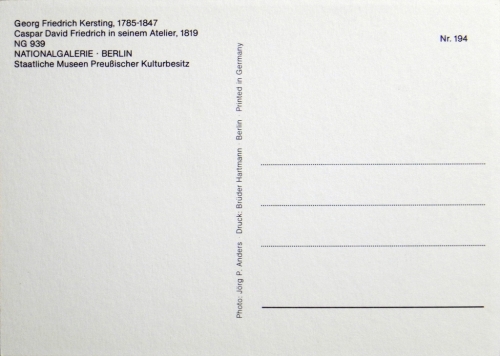 Georg Friedrich Kersting, 1785-1847
Caspar David Friedrich in seinem Atelier, 1819
NG 939
NATIONALGALERIE · BERLIN
Staatliche Museen Preußischer Kulturbesitz
Nr. 194
Photo: Jörg P. Anders Druck: Brüder Hartmann Berlin Printed in Germany